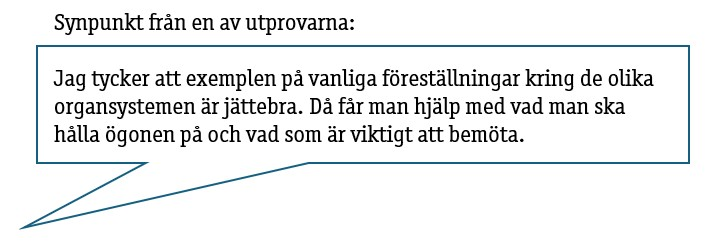 Synpunkt från en av utprovarna:
Jag tycker att exemplen på vanliga föreställningar kring de olika
organsystemen är jättebra. Då får man hjälp med vad man ska
hålla ögonen på och vad som är viktigt att bemöta.